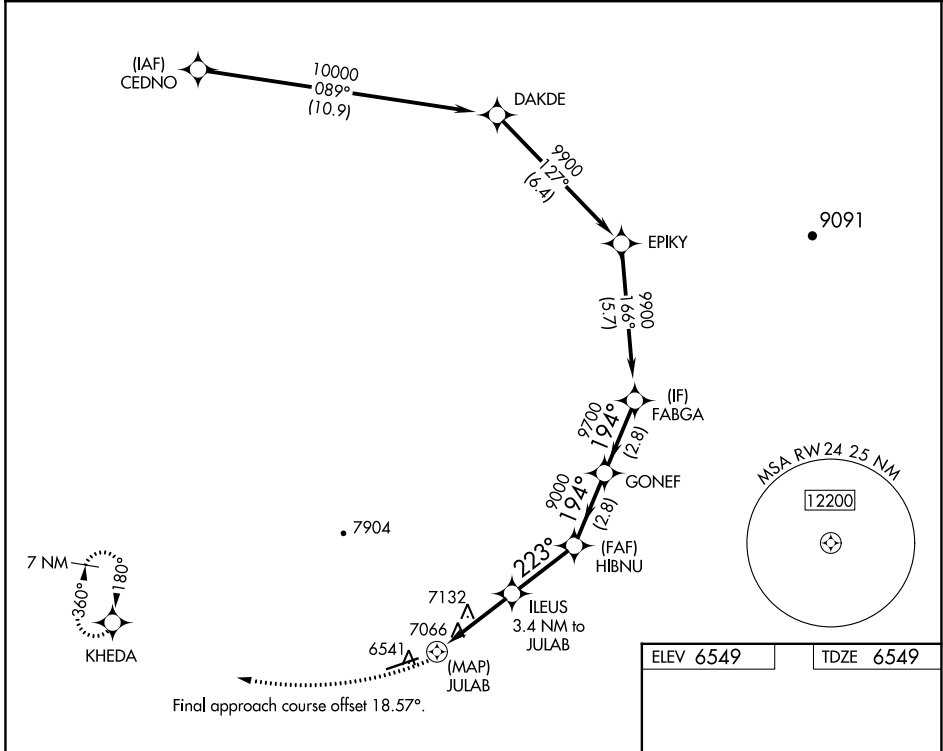 (IAF)
CEDNO
10000
089°
(10.9)
DAKDE
9900
127°
(6.4)
EPIKY
9091
9900
166°
(5.7)
(IF)
FABGA
9700
194°
(2.8)
GONEF
9000
194°
(2.8)
(FAF)
HIBNU
MSA RW24 25 NM
12200
7904
223°
7 NM
360°
180°
KHEDA
ILEUS
3.4 NM to
JULAB
7132
7066
6541
(MAP)
JULAB
Final approach course offset 18.57°.
ELEV 6549
TDZE 6549